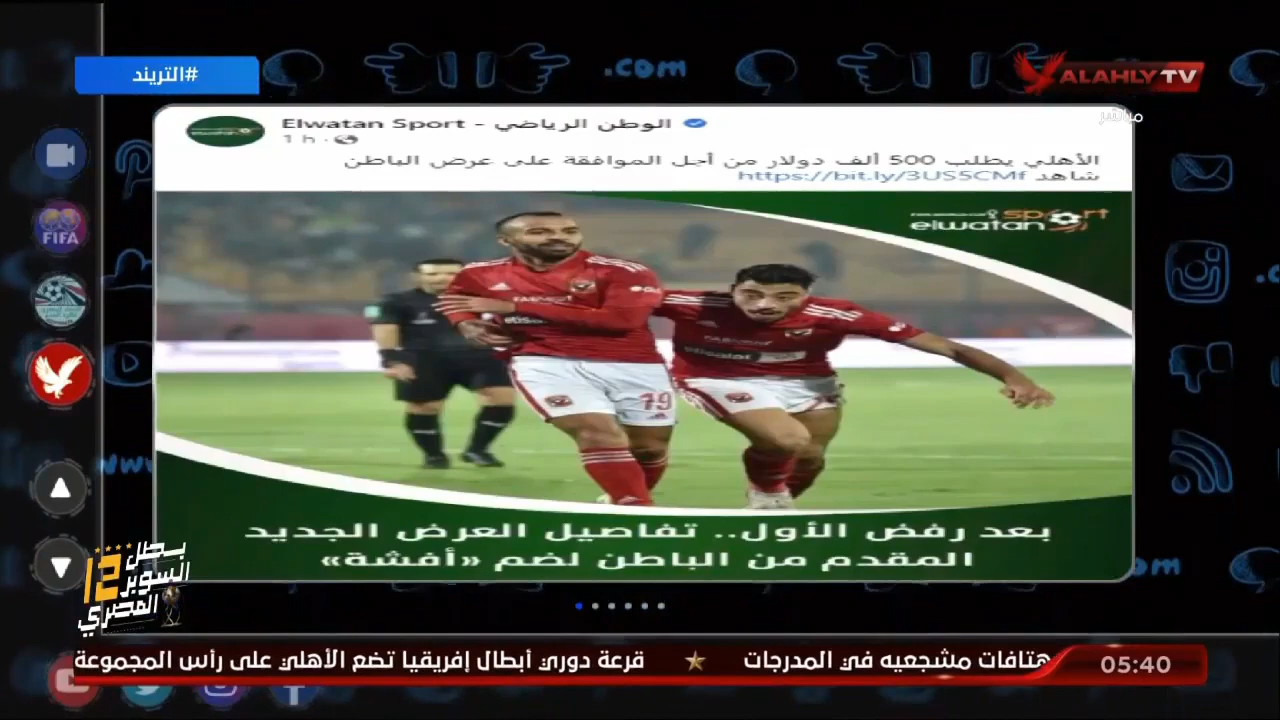 #التريند
.com
ALAHLY TV
مباشر
Elwatan Sport - الوطن الرياضي
1 h
الأهلي يطلب 500 ألف دولار من أجل الموافقة على عرض الباطن
شاهد https://bit.ly/3US5CMf
sport
elwatan
FIFA
etisalat
19
بعد رفض الأول.. تفاصيل العرض الجديد
المقدم من الباطن لضم «أفشة»
بطل
السوبر 12
المصري
هتافات مشجعيه في المدرجات ★ قرعة دوري أبطال إفريقيا تضع الأهلي على رأس المجموعة
05:40